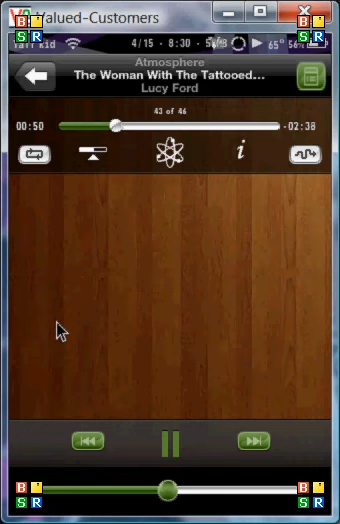 Valued-Customers
B
S R
B
S R
4/15 · 8:30 ·
65° 56%
Atmosphere
The Woman With The Tattooed...
Lucy Ford
43 of 46
00:50
-02:38
i
B
S R
B
S R